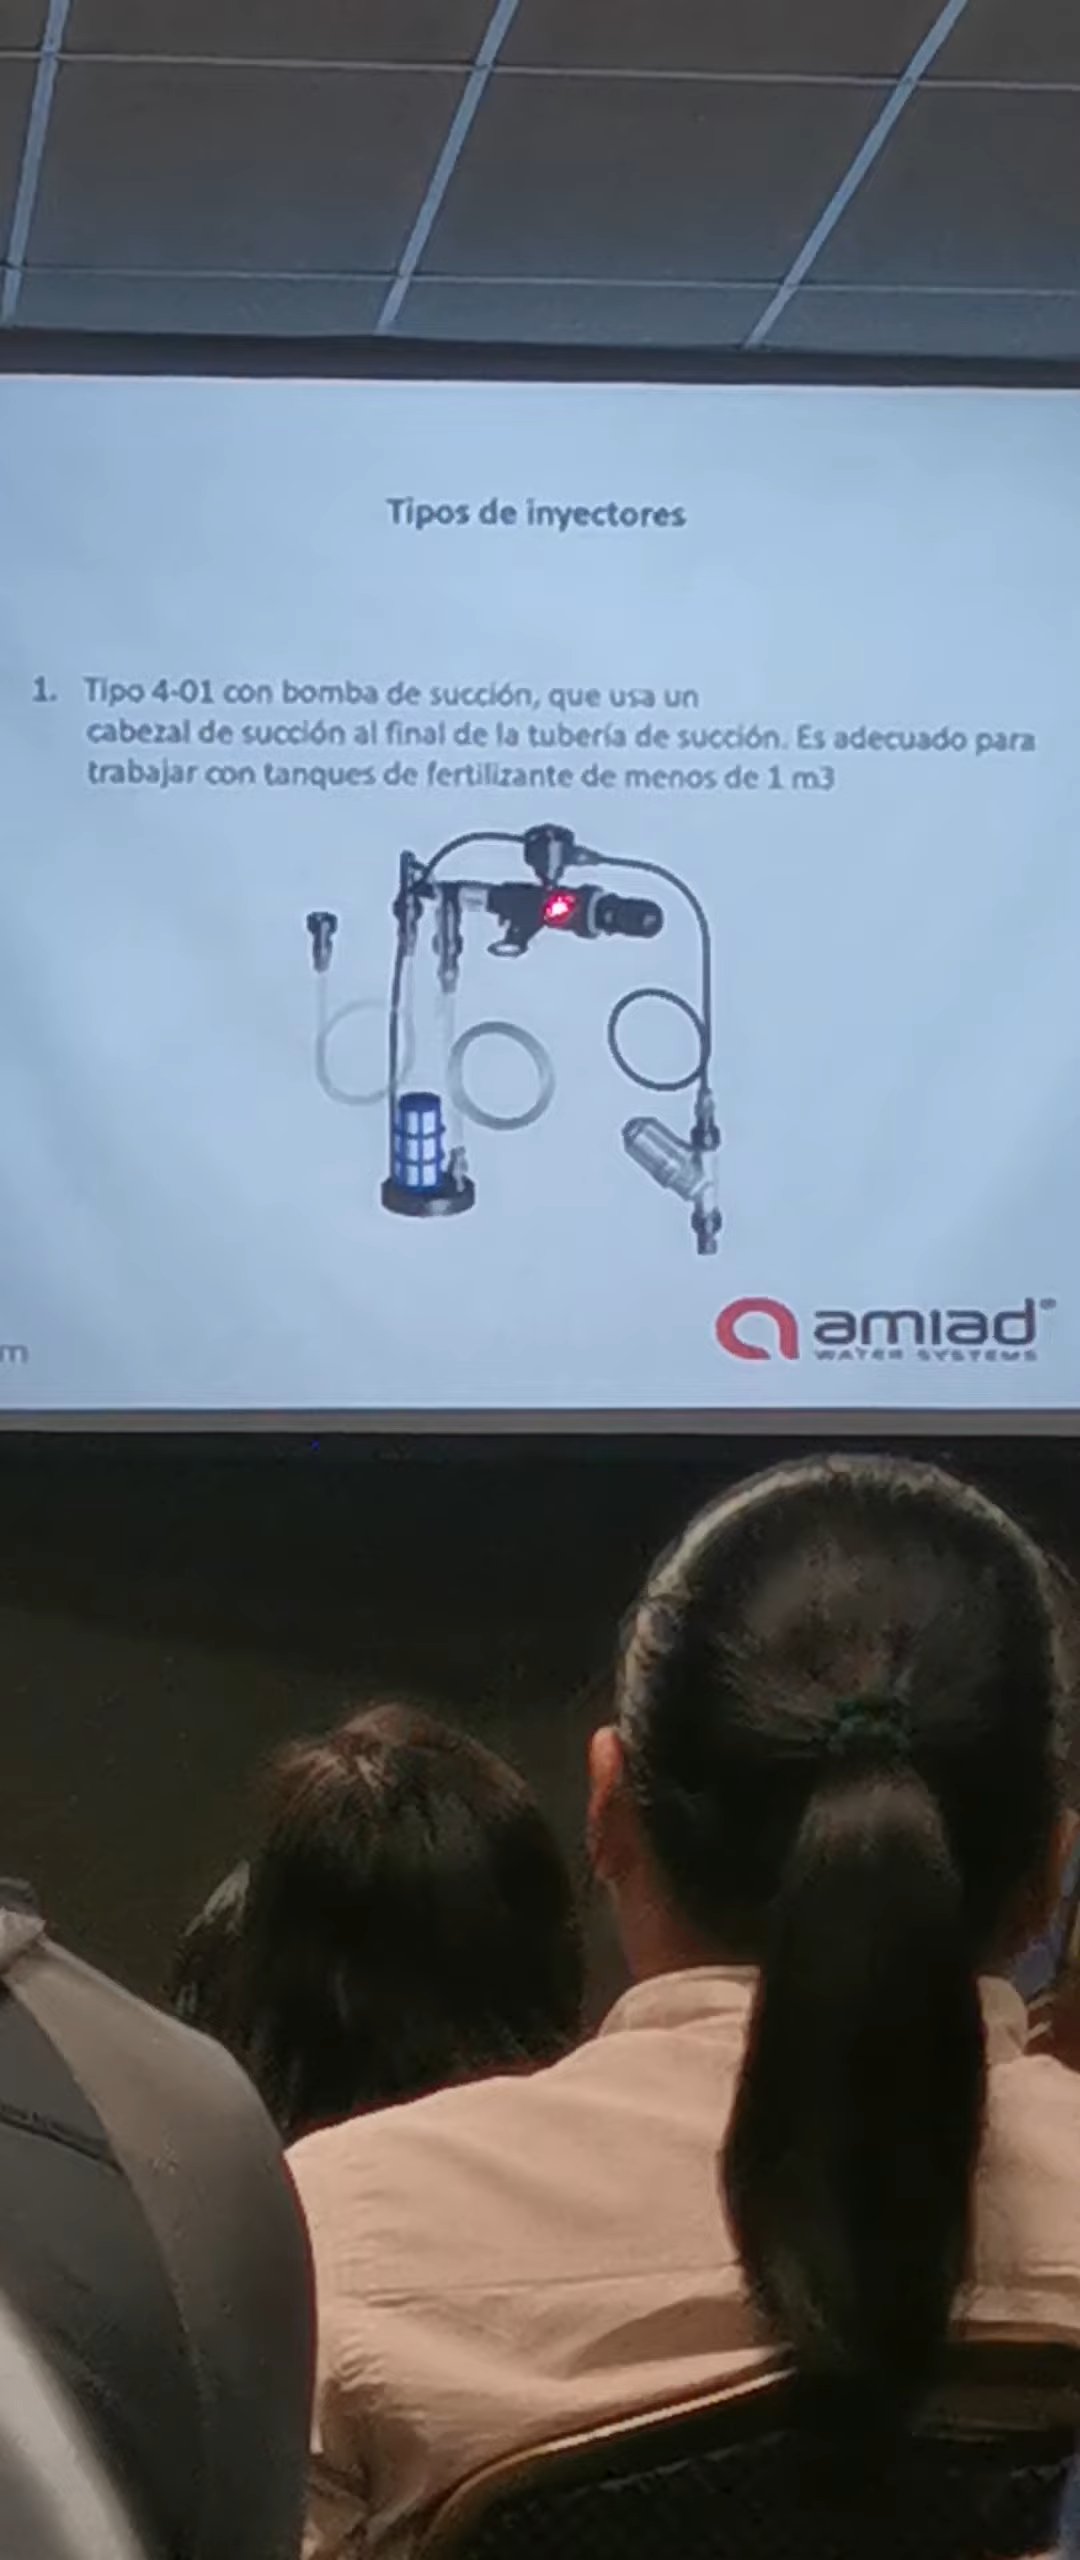 Tipos de inyectores
1. Tipo 4-01 con bomba de succión, que usa un
cabezal de succión al final de la tubería de succión. Es adecuado para
trabajar con tanques de fertilizante de menos de 1 m3
amiad®
WATER SYSTEMS
m